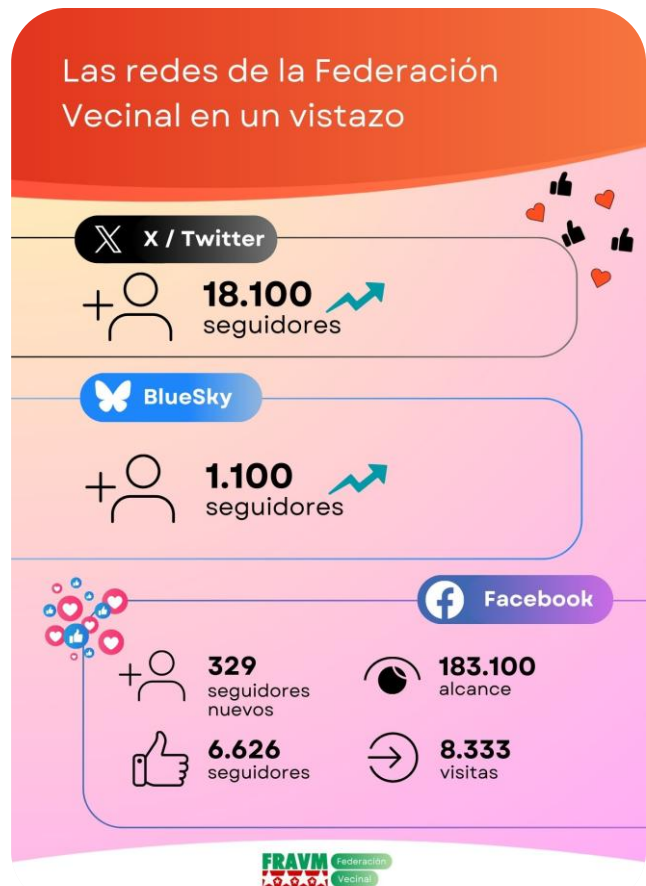 Las redes de la Federación
Vecinal en un vistazo
X / Twitter
18.100
seguidores
BlueSky
1.100
seguidores
Facebook
329
seguidores
nuevos
183.100
alcance
6.626
seguidores
8.333
visitas
FRAVM
Federación
Vecinal